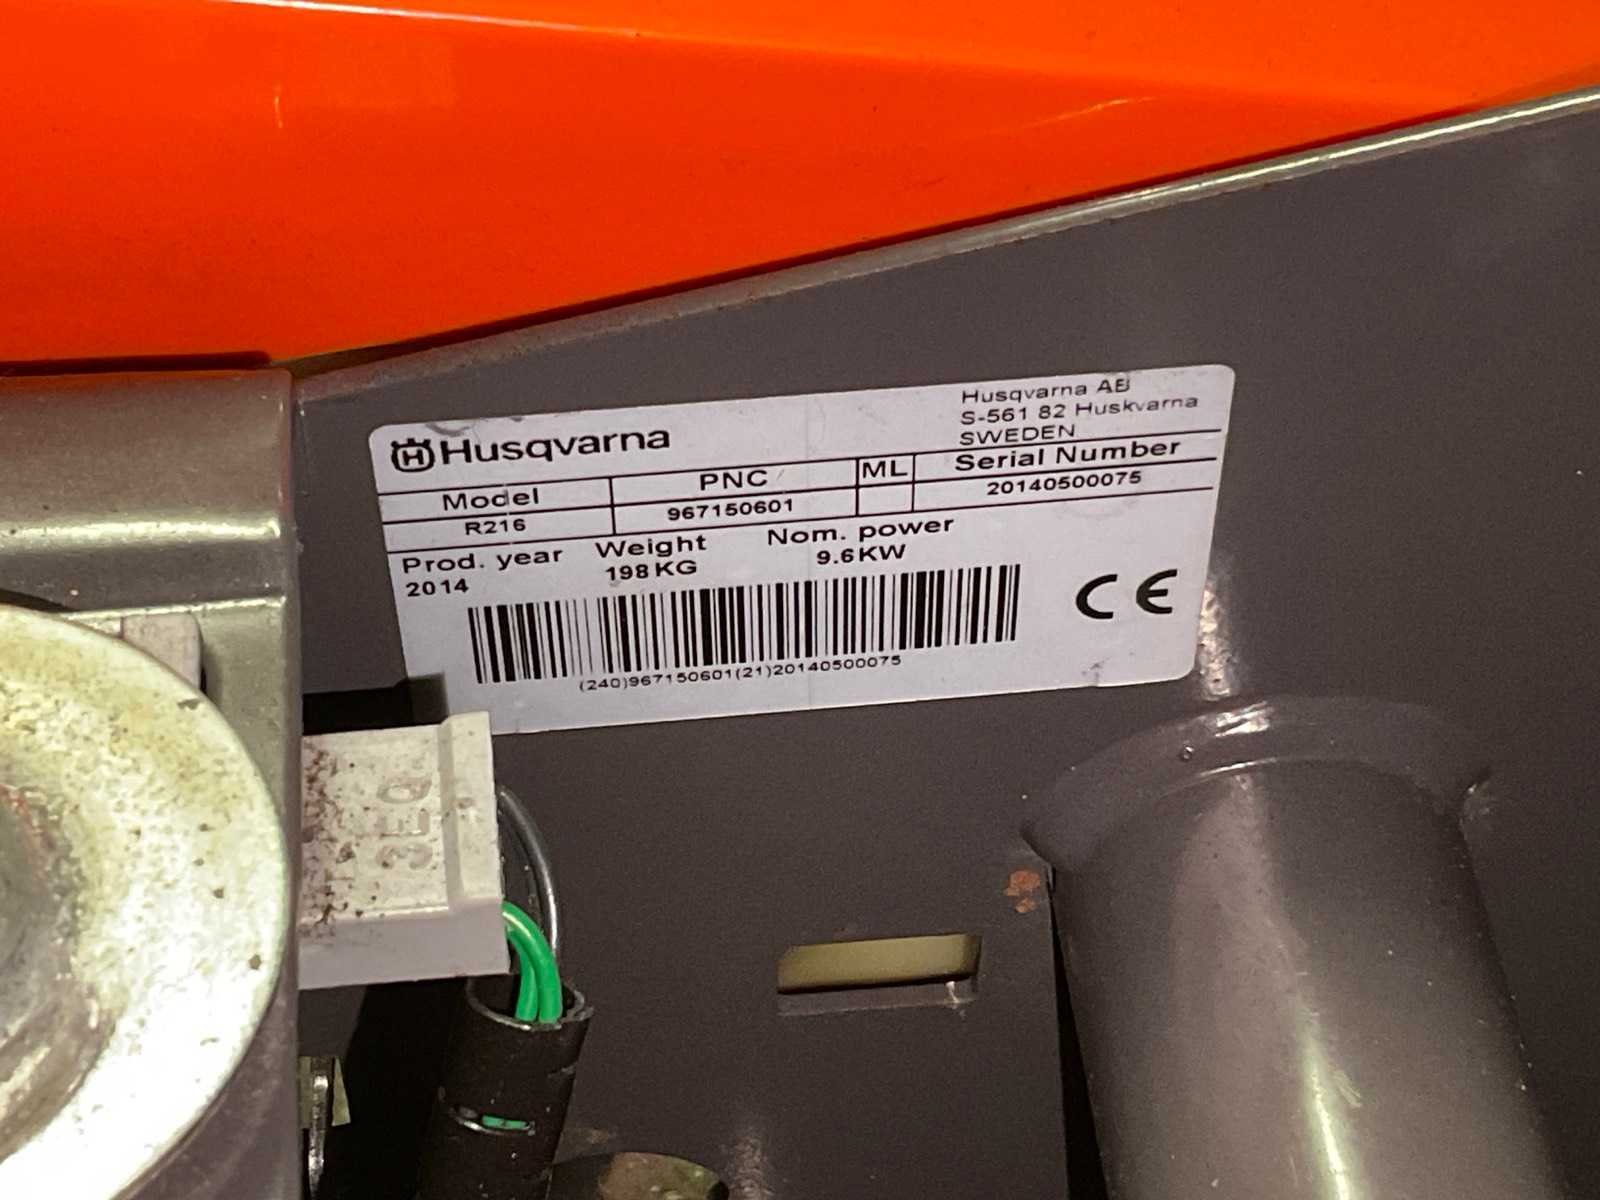 Husqvarna
Husqvarna AB
S-561 82 Huskvarna
SWEDEN
Model PNC ML Serial Number
R216 967150601 20140500075
Prod. year Weight Nom. power
2014 198KG 9.6KW
CE
(240)967150601(21)20140500075
3EQ